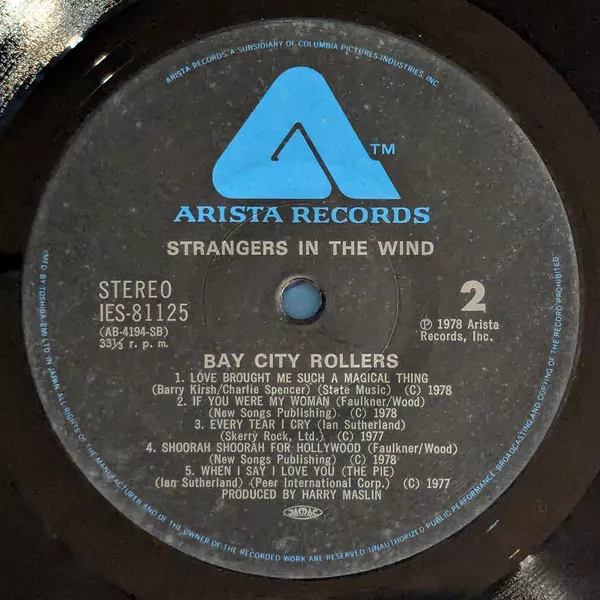 ARISTA RECORDS, A SUBSIDIARY OF COLUMBIA PICTURES INDUSTRIES, INC.
TM
ARISTA RECORDS
STRANGERS IN THE WIND
STEREO
IES-81125
(AB-4194-SB)
33⅓ r. p. m.
2
Ⓟ 1978 Arista
Records, Inc.
BAY CITY ROLLERS
1. LOVE BROUGHT ME SUCH A MAGICAL THING
(Barry Kirsh/Charlie Spencer) (State Music) (C) 1978
2. IF YOU WERE MY WOMAN (Faulkner/Wood)
(New Songs Publishing) (C) 1978
3. EVERY TEAR I CRY (Ian Sutherland)
(Skerry Rock, Ltd.) (C) 1977
4. SHOORAH SHOORAH FOR HOLLYWOOD (Faulkner/Wood)
(New Songs Publishing) (C) 1978
5. WHEN I SAY I LOVE YOU (THE PIE)
(Ian Sutherland) (Peer International Corp.) (C) 1977
PRODUCED BY HARRY MASLIN
JASRAC
MFD. BY TOSHIBA EMI LTD IN JAPAN. ALL RIGHTS OF THE MANUFACTURER AND OF THE OWNER OF THE RECORDED WORK ARE RESERVED · UNAUTHORIZED PUBLIC PERFORMANCE, BROADCASTING AND COPYING OF THE RECORD PROHIBITED